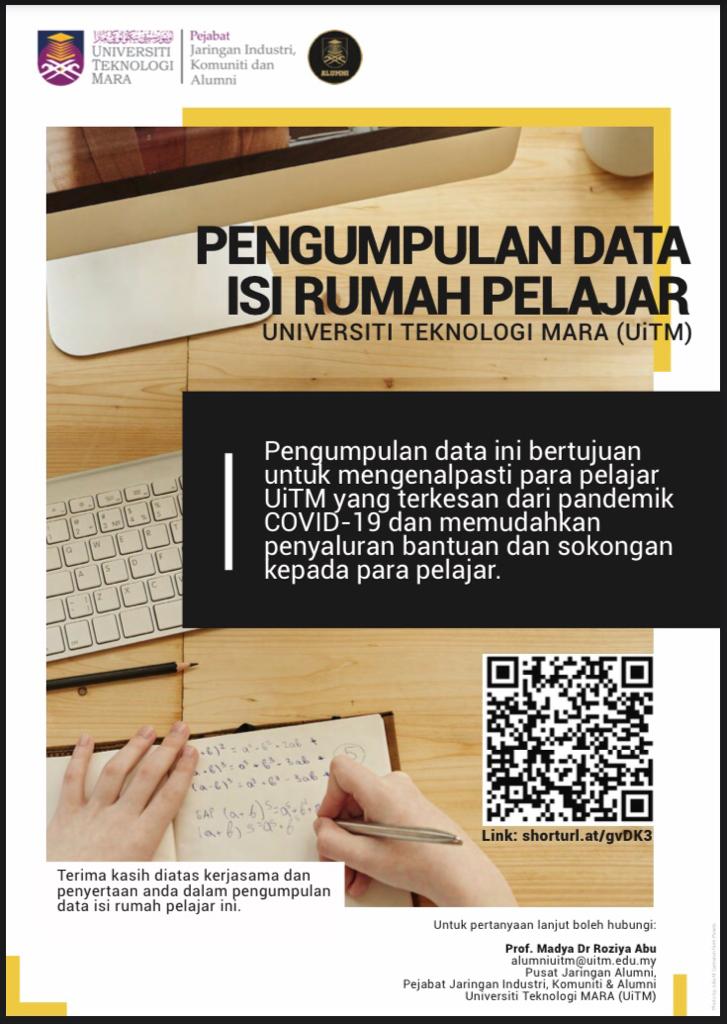 UNIVERSITI
TEKNOLOGI
MARA
Pejabat
Jaringan Industri,
Komuniti dan
Alumni
ALUMNI
PENGUMPULAN DATA
ISI RUMAH PELAJAR
UNIVERSITI TEKNOLOGI MARA (UiTM)
Pengumpulan data ini bertujuan
untuk mengenalpasti para pelajar
UiTM yang terkesan dari pandemik
COVID-19 dan memudahkan
penyaluran bantuan dan sokongan
kepada para pelajar.
Link: shorturl.at/gvDK3
Terima kasih diatas kerjasama dan
penyertaan anda dalam pengumpulan
data isi rumah pelajar ini.
Untuk pertanyaan lanjut boleh hubungi:
Prof. Madya Dr Roziya Abu
alumniuitm@uitm.edu.my
Pusat Jaringan Alumni,
Pejabat Jaringan Industri, Komuniti & Alumni
Universiti Teknologi MARA (UiTM)